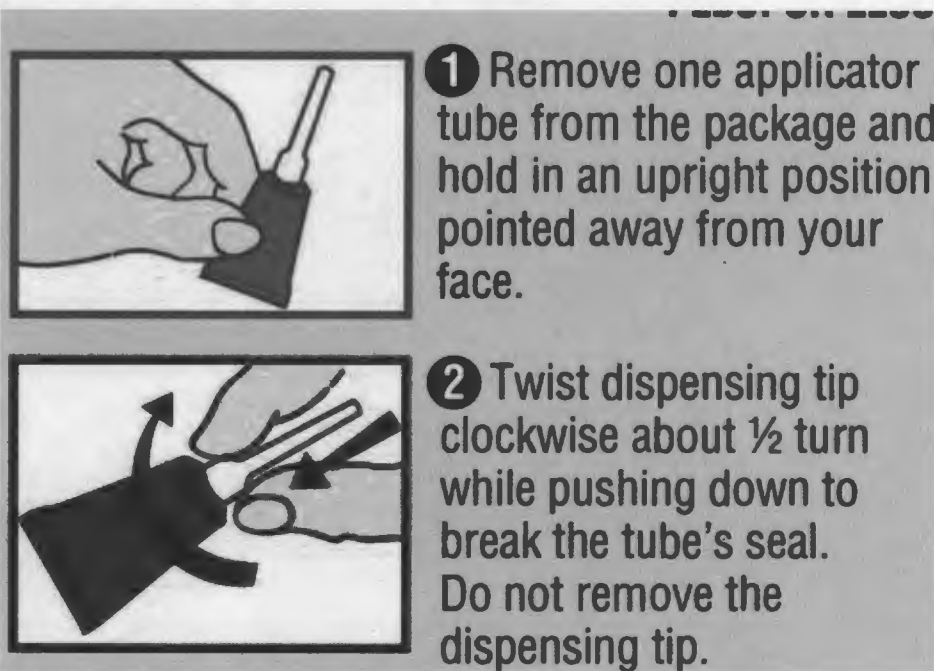 1 Remove one applicator
tube from the package and
hold in an upright position
pointed away from your
face.
2 Twist dispensing tip
clockwise about ½ turn
while pushing down to
break the tube's seal.
Do not remove the
dispensing tip.